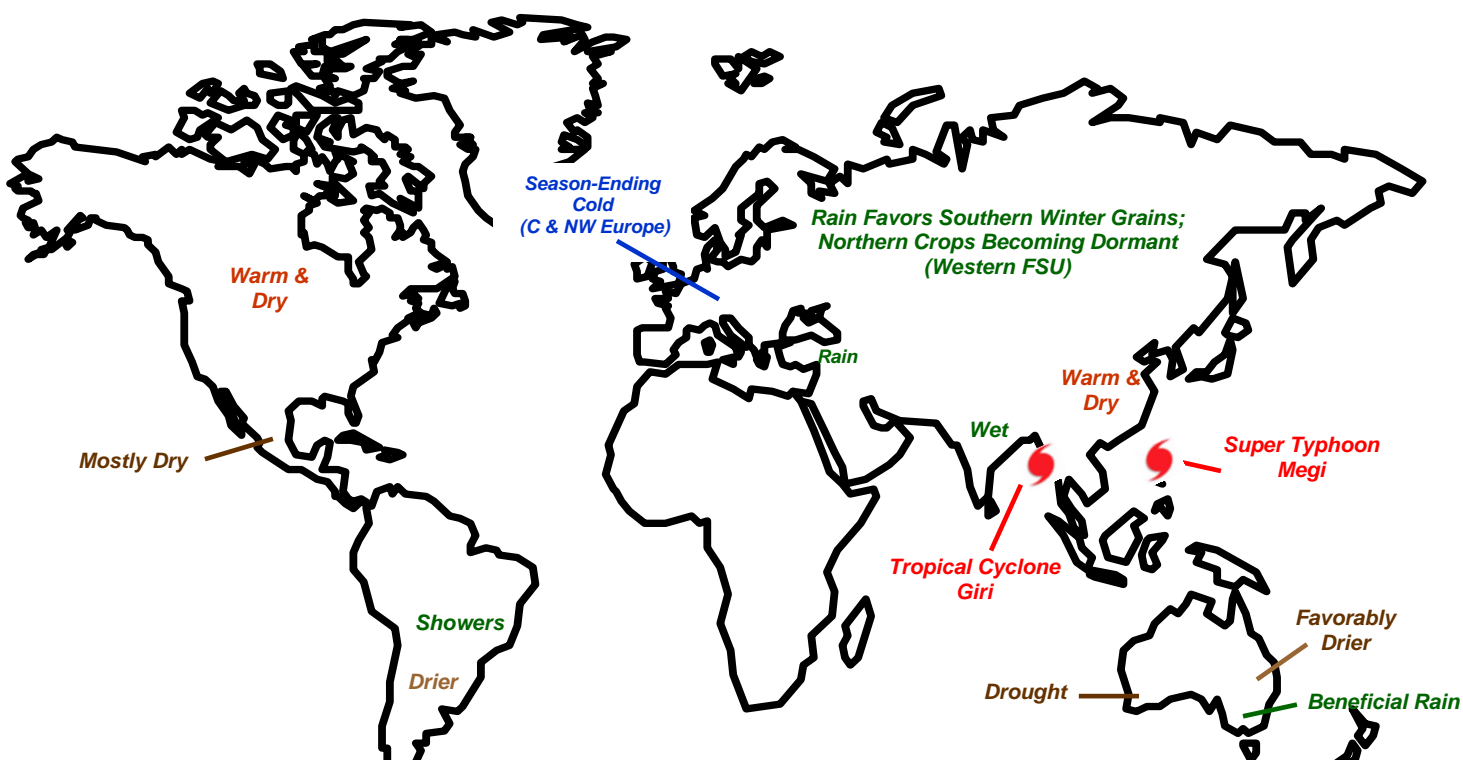 Season-Ending
Cold
(C & NW Europe)
Rain Favors Southern Winter Grains;
Northern Crops Becoming Dormant
(Western FSU)
Warm &
Dry
Rain
Warm &
Dry
Mostly Dry
Wet
Super Typhoon
Megi
Tropical Cyclone
Giri
Showers
Favorably
Drier
Drier
Drought
Beneficial Rain